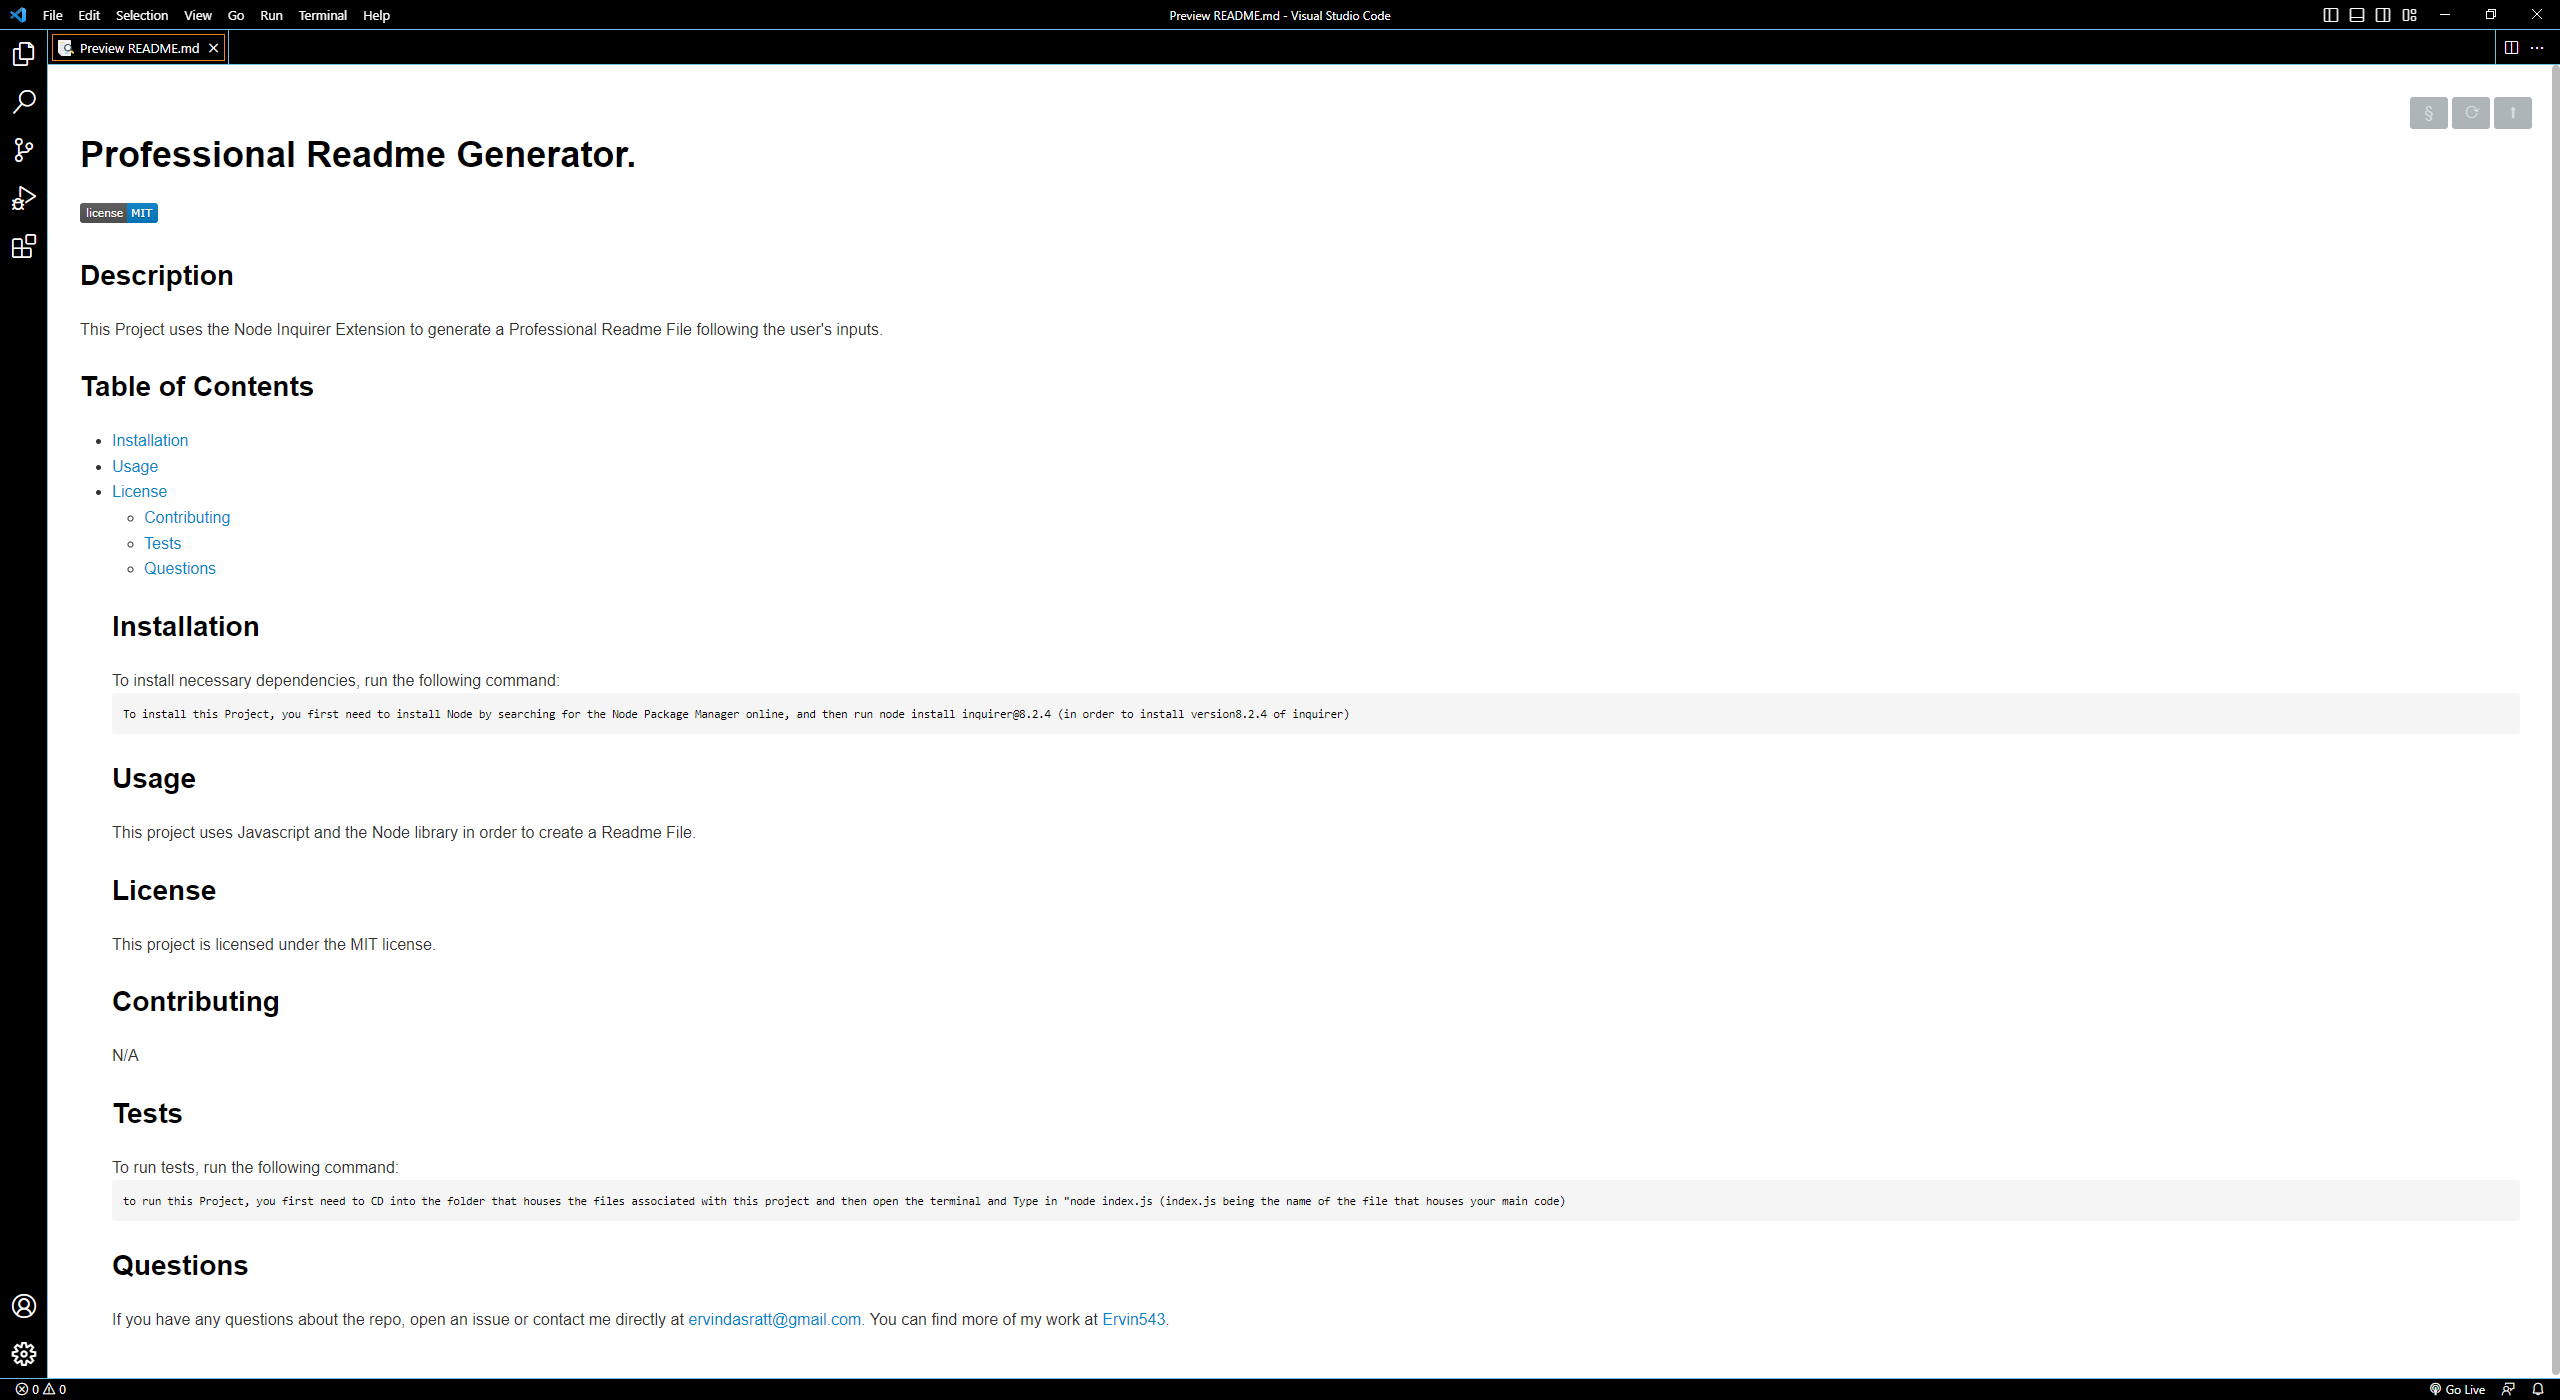 File Edit Selection View Go Run Terminal Help
Preview README.md - Visual Studio Code
Preview README.md
§
Professional Readme Generator.
license MIT
Description
This Project uses the Node Inquirer Extension to generate a Professional Readme File following the user's inputs.
Table of Contents
Installation
Usage
License
Contributing
Tests
Questions
Installation
To install necessary dependencies, run the following command:
To install this Project, you first need to install Node by searching for the Node Package Manager online, and then run node install inquirer@8.2.4 (in order to install version8.2.4 of inquirer)
Usage
This project uses Javascript and the Node library in order to create a Readme File.
License
This project is licensed under the MIT license.
Contributing
N/A
Tests
To run tests, run the following command:
to run this Project, you first need to CD into the folder that houses the files associated with this project and then open the terminal and Type in "node index.js (index.js being the name of the file that houses your main code)
Questions
If you have any questions about the repo, open an issue or contact me directly at ervindasratt@gmail.com. You can find more of my work at Ervin543.
0 0 Go Live